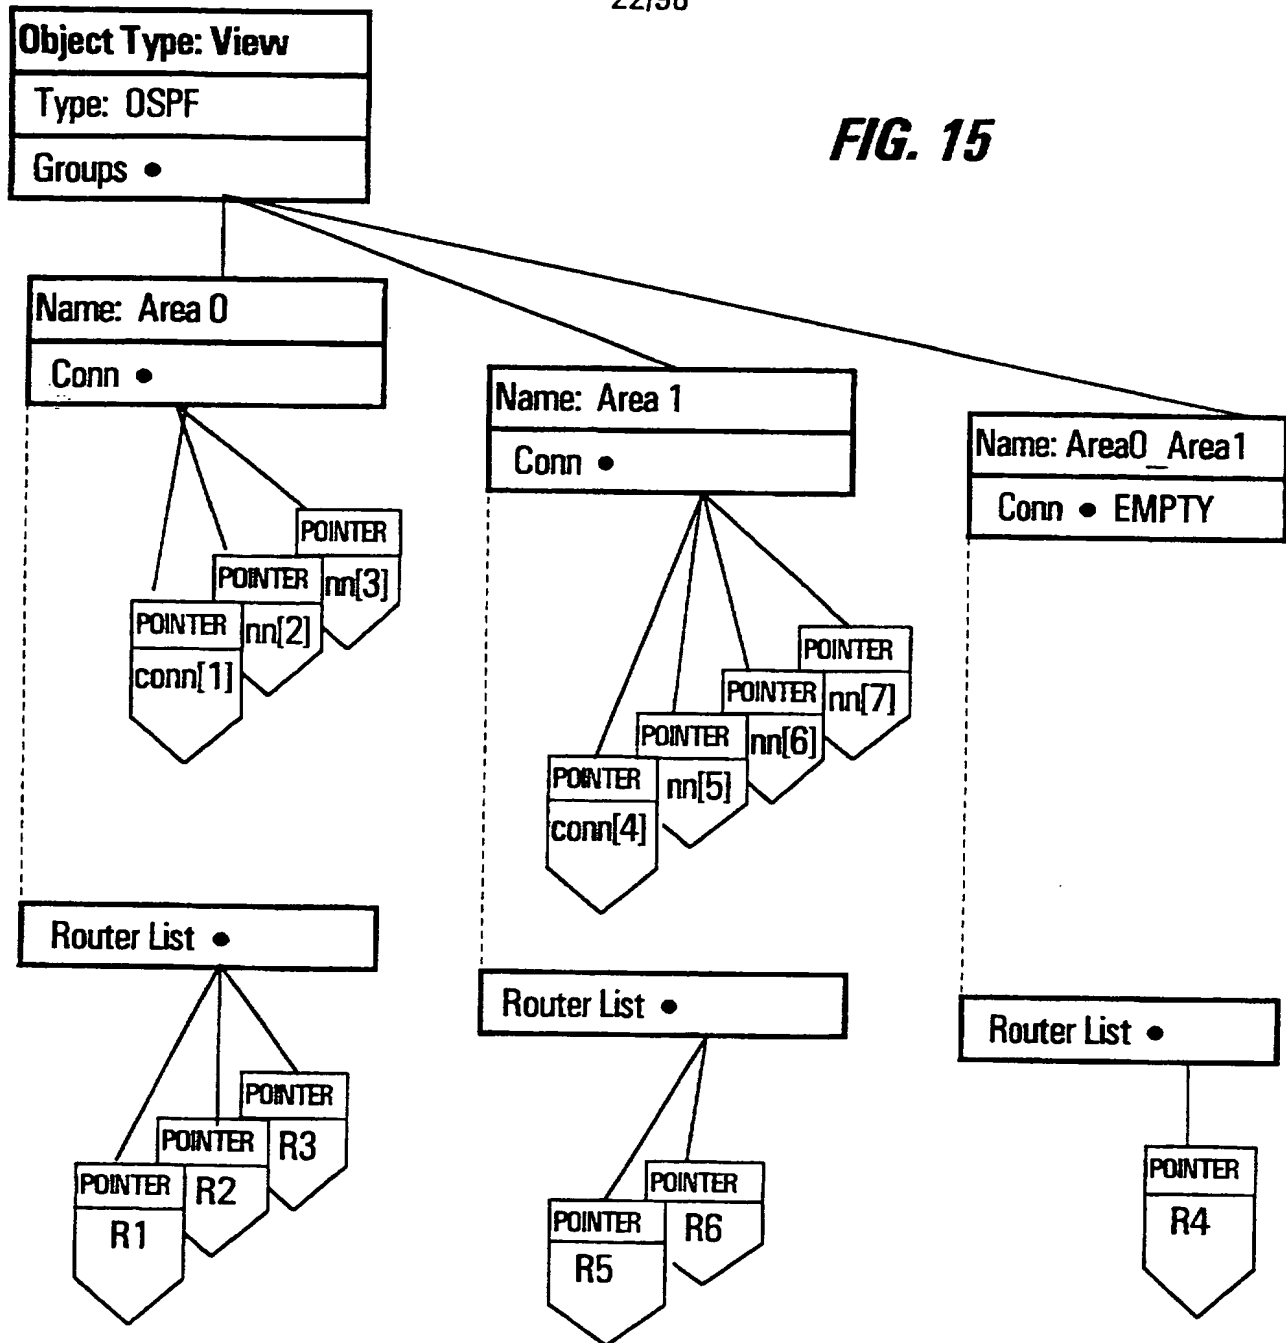 22/98
Object Type: View
Type: OSPF
Groups
FIG. 15
Name: Area 0
Conn
POINTER
nn[3]
POINTER
nn[2]
POINTER
conn[1]
Name: Area 1
Conn
POINTER
nn[7]
POINTER
nn[6]
POINTER
nn[5]
POINTER
conn[4]
Name: Area0_Area1
Conn • EMPTY
Router List
POINTER
R3
POINTER
R2
POINTER
R1
Router List
POINTER
R6
POINTER
R5
Router List
POINTER
R4